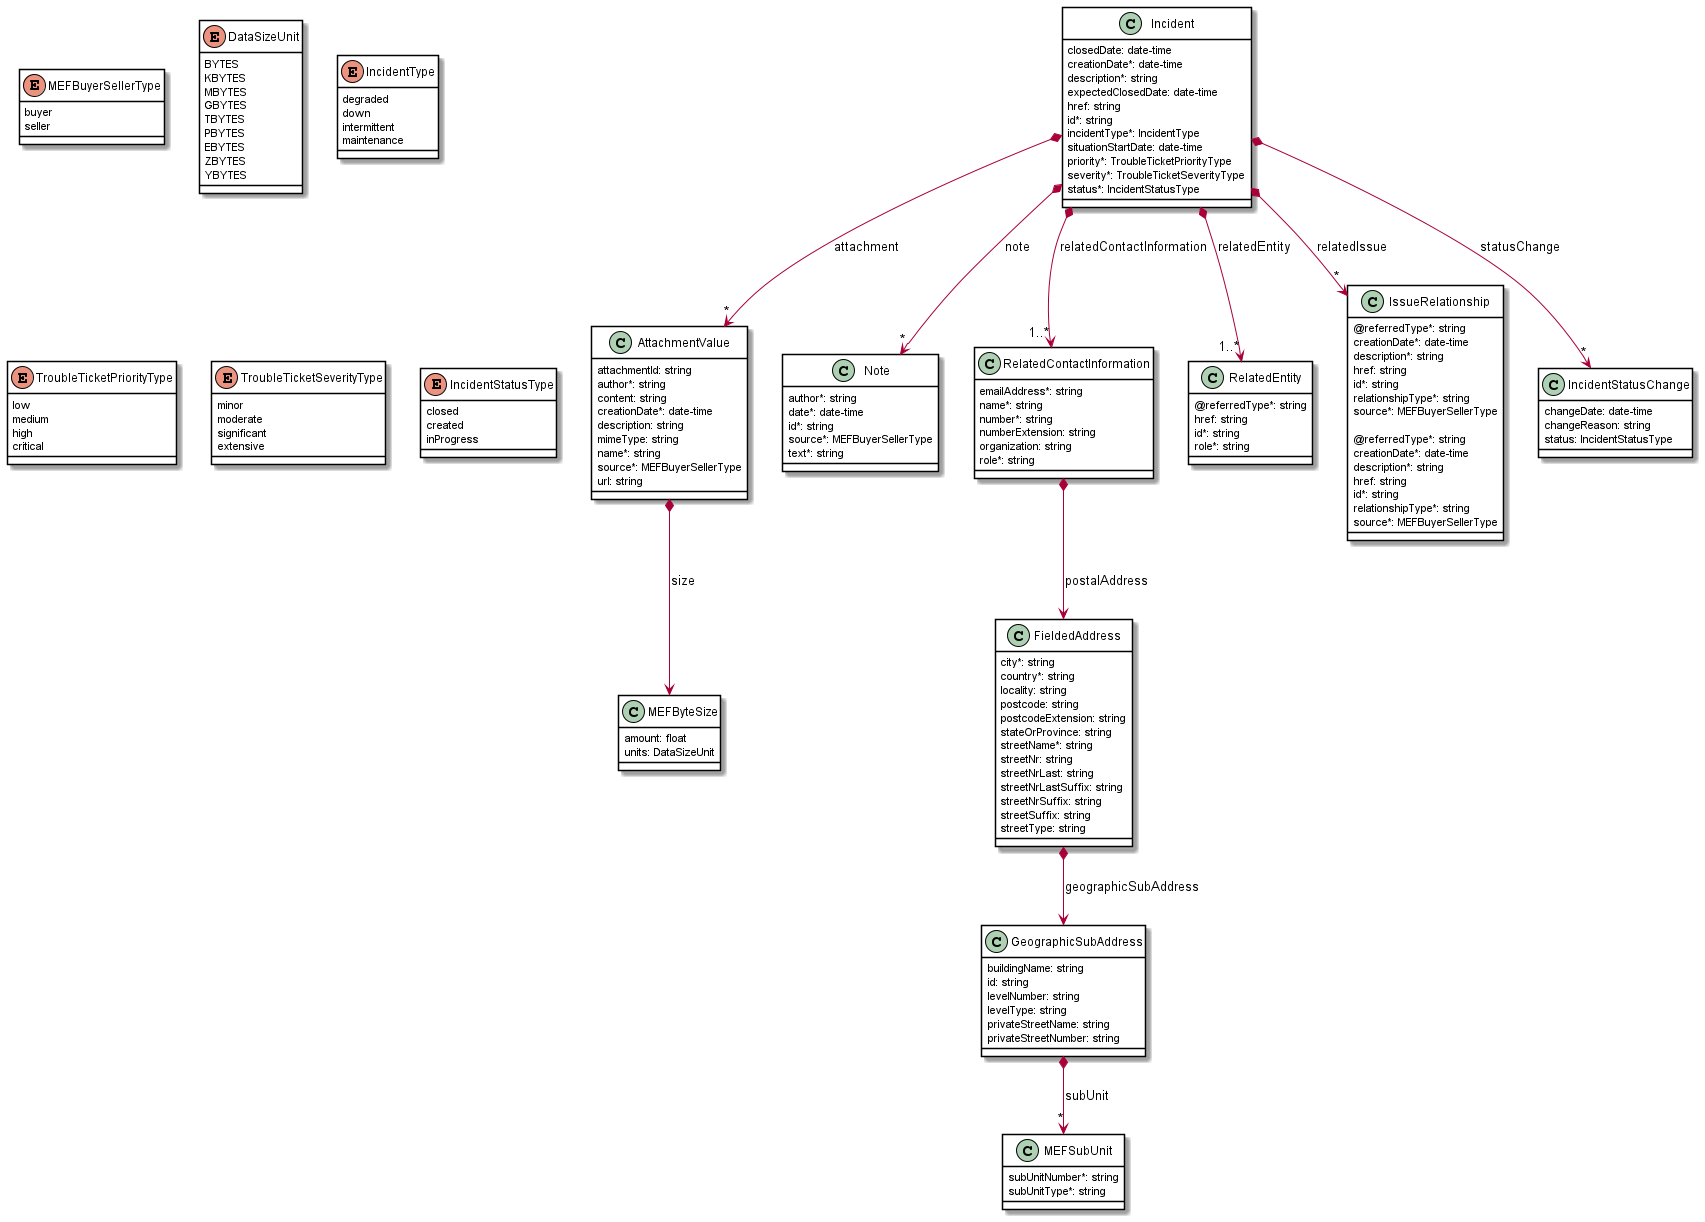 E MEFBuyerSellerType
buyer
seller
E DataSizeUnit
BYTES
KBYTES
MBYTES
GBYTES
TBYTES
PBYTES
EBYTES
ZBYTES
YBYTES
E IncidentType
degraded
down
intermittent
maintenance
C Incident
closedDate: date-time
creationDate*: date-time
description*: string
expectedClosedDate: date-time
href: string
id*: string
incidentType*: IncidentType
situationStartDate: date-time
priority*: TroubleTicketPriorityType
severity*: TroubleTicketSeverityType
status*: IncidentStatusType
attachment
note
relatedContactInformation
relatedEntity
relatedIssue
statusChange
*
*
1..*
1..*
*
*
E TroubleTicketPriorityType
low
medium
high
critical
E TroubleTicketSeverityType
minor
moderate
significant
extensive
E IncidentStatusType
closed
created
inProgress
C AttachmentValue
attachmentId: string
author*: string
content: string
creationDate*: date-time
description: string
mimeType: string
name*: string
source*: MEFBuyerSellerType
url: string
C Note
author*: string
date*: date-time
id*: string
source*: MEFBuyerSellerType
text*: string
C RelatedContactInformation
emailAddress*: string
name*: string
number*: string
numberExtension: string
organization: string
role*: string
C RelatedEntity
@referredType*: string
href: string
id*: string
role*: string
C IssueRelationship
@referredType*: string
creationDate*: date-time
description*: string
href: string
id*: string
relationshipType*: string
source*: MEFBuyerSellerType
@referredType*: string
creationDate*: date-time
description*: string
href: string
id*: string
relationshipType*: string
source*: MEFBuyerSellerType
C IncidentStatusChange
changeDate: date-time
changeReason: string
status: IncidentStatusType
size
postalAddress
C MEFByteSize
amount: float
units: DataSizeUnit
C FieldedAddress
city*: string
country*: string
locality: string
postcode: string
postcodeExtension: string
stateOrProvince: string
streetName*: string
streetNr: string
streetNrLast: string
streetNrLastSuffix: string
streetNrSuffix: string
streetSuffix: string
streetType: string
geographicSubAddress
C GeographicSubAddress
buildingName: string
id: string
levelNumber: string
levelType: string
privateStreetName: string
privateStreetNumber: string
subUnit
*
C MEFSubUnit
subUnitNumber*: string
subUnitType*: string